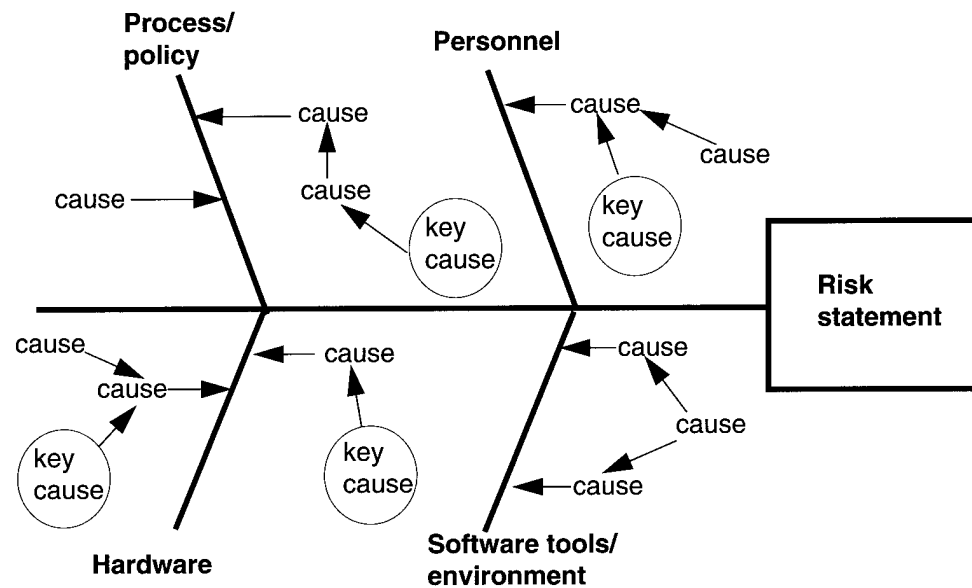 Process/
policy
Personnel
cause
cause
cause
cause
cause
key
cause
key
cause
Risk
statement
cause
cause
cause
cause
cause
cause
key
cause
key
cause
Hardware
Software tools/
environment